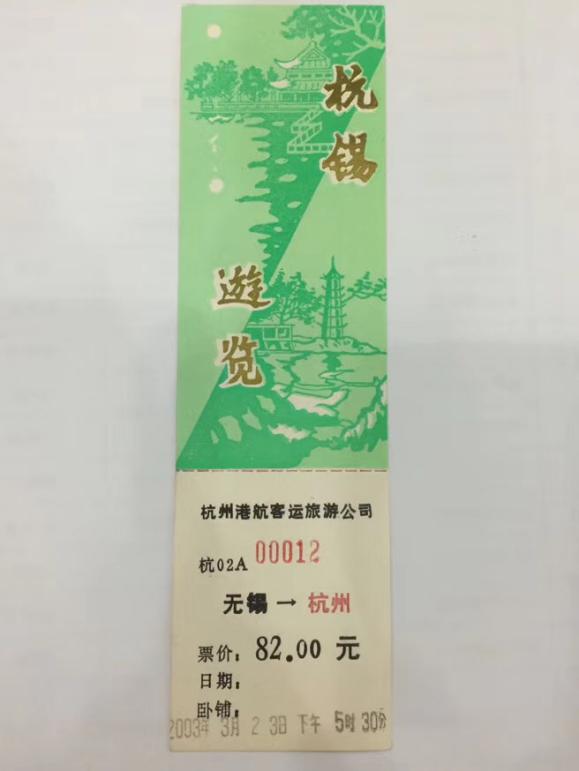 杭锡
遊览
杭州港航客运旅游公司
杭02A 00012
无锡→杭州
票价：82.00 元
日期：
卧铺：
2003年 3月 2 3日 下午 5时 30分